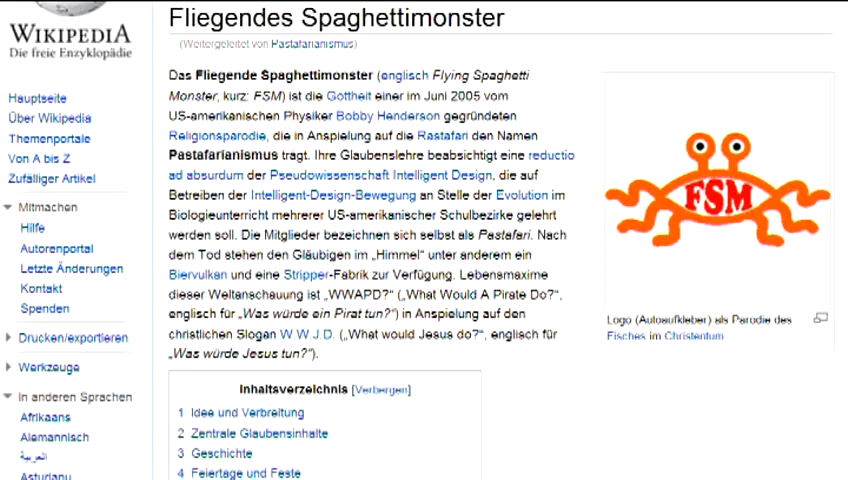 Fliegendes Spaghettimonster
(Weitergeleitet von Pastafarianismus)
WIKIPEDIA
Die freie Enzyklopädie
Hauptseite
Über Wikipedia
Themenportale
Von A bis Z
Zufälliger Artikel
Mitmachen
Hilfe
Autorenportal
Letzte Änderungen
Kontakt
Spenden
Drucken/exportieren
Werkzeuge
In anderen Sprachen
Afrikaans
Alemannisch
العربية
Asturianu
Das Fliegende Spaghettimonster (englisch Flying Spaghetti
Monster, kurz: FSM) ist die Gottheit einer im Juni 2005 vom
US-amerikanischen Physiker Bobby Henderson gegründeten
Religionsparodie, die in Anspielung auf die Rastafari den Namen
Pastafarianismus tragt. Ihre Glaubenslehre beabsichtigt eine reductio
ad absurdum der Pseudowissenschaft Intelligent Design, die auf
Betreiben der Intelligent-Design-Bewegung an Stelle der Evolution im
Biologieunterricht mehrerer US-amerikanischer Schulbezirke gelehrt
werden soll. Die Mitglieder bezeichnen sich selbst als Pastafari. Nach
dem Tod stehen den Gläubigen im „Himmel“ unter anderem ein
Biervulkan und eine Stripper-Fabrik zur Verfügung. Lebensmaxime
dieser Weltanschauung ist „WWAPD?“ („What Would A Pirate Do?“,
englisch für „Was würde ein Pirat tun?“) in Anspielung auf den
christlichen Slogan W.W.J.D. („What would Jesus do?“, englisch für
„Was würde Jesus tun?“).
FSM
Logo (Autoaufkleber) als Parodie des
Fisches im Christentum
Inhaltsverzeichnis [Verbergen]
1 Idee und Verbreitung
2 Zentrale Glaubensinhalte
3 Geschichte
4 Feiertage und Feste